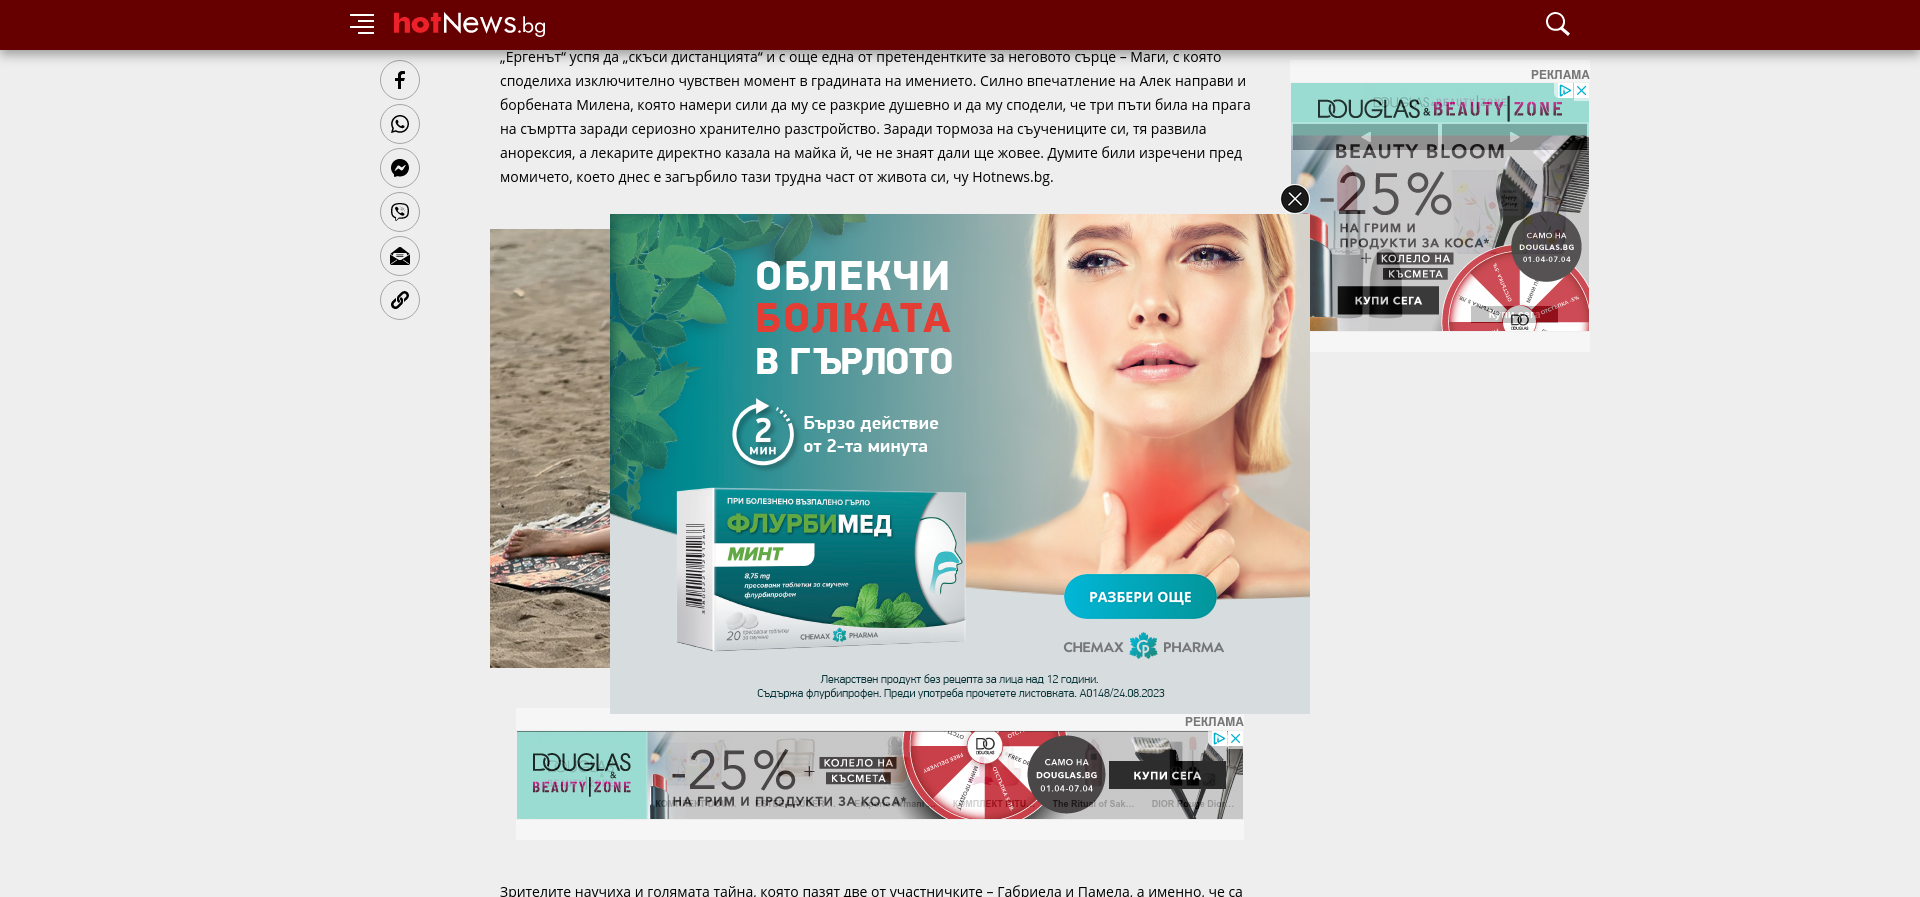 hotNews.bg
„Ергенът“ успя да „скъси дистанцията“ и с още една от претендентките за неговото сърце – Маги, с която
споделиха изключително чувствен момент в градината на имението. Силно впечатление на Алек направи и
борбената Милена, която намери сили да му се разкрие душевно и да му сподели, че три пъти била на прага
на смъртта заради сериозно хранително разстройство. Заради тормоза на съучениците си, тя развила
анорексия, а лекарите директно казала на майка й, че не знаят дали ще живее. Думите били изречени пред
момичето, което днес е загърбило тази трудна част от живота си, чу Hotnews.bg.
РЕКЛАМА
DOUGLAS & BEAUTY|ZONE
BEAUTY BLOOM
-25%
НА ГРИМ И
ПРОДУКТИ ЗА КОСА*
+ КОЛЕЛО НА
КЪСМЕТА
САМО НА
DOUGLAS.BG
01.04-07.04
КУПИ СЕГА
ОБЛЕКЧИ
БОЛКАТА
В ГЪРЛОТО
2
МИН
Бързо действие
от 2-та минута
ПРИ БОЛЕЗНЕНО ВЪЗПАЛЕНО ГЪРЛО
ФЛУРБИМЕД
МИНТ
8,75 mg
пресовани таблетки за смучене
флурбипрофен
20 пресовани таблетки
за смучене
CHEMAX PHARMA
РАЗБЕРИ ОЩЕ
CHEMAX PHARMA
Лекарствен продукт без рецепта за лица над 12 години.
Съдържа флурбипрофен. Преди употреба прочетете листовката. А0148/24.08.2023
РЕКЛАМА
DOUGLAS
&
BEAUTY|ZONE
-25% + КОЛЕЛО НА
КЪСМЕТА
НА ГРИМ И ПРОДУКТИ ЗА КОСА*
САМО НА
DOUGLAS.BG
01.04-07.04
КУПИ СЕГА
Зрителите научиха и голямата тайна, която пазят две от участничките – Габриела и Памела, а именно, че са